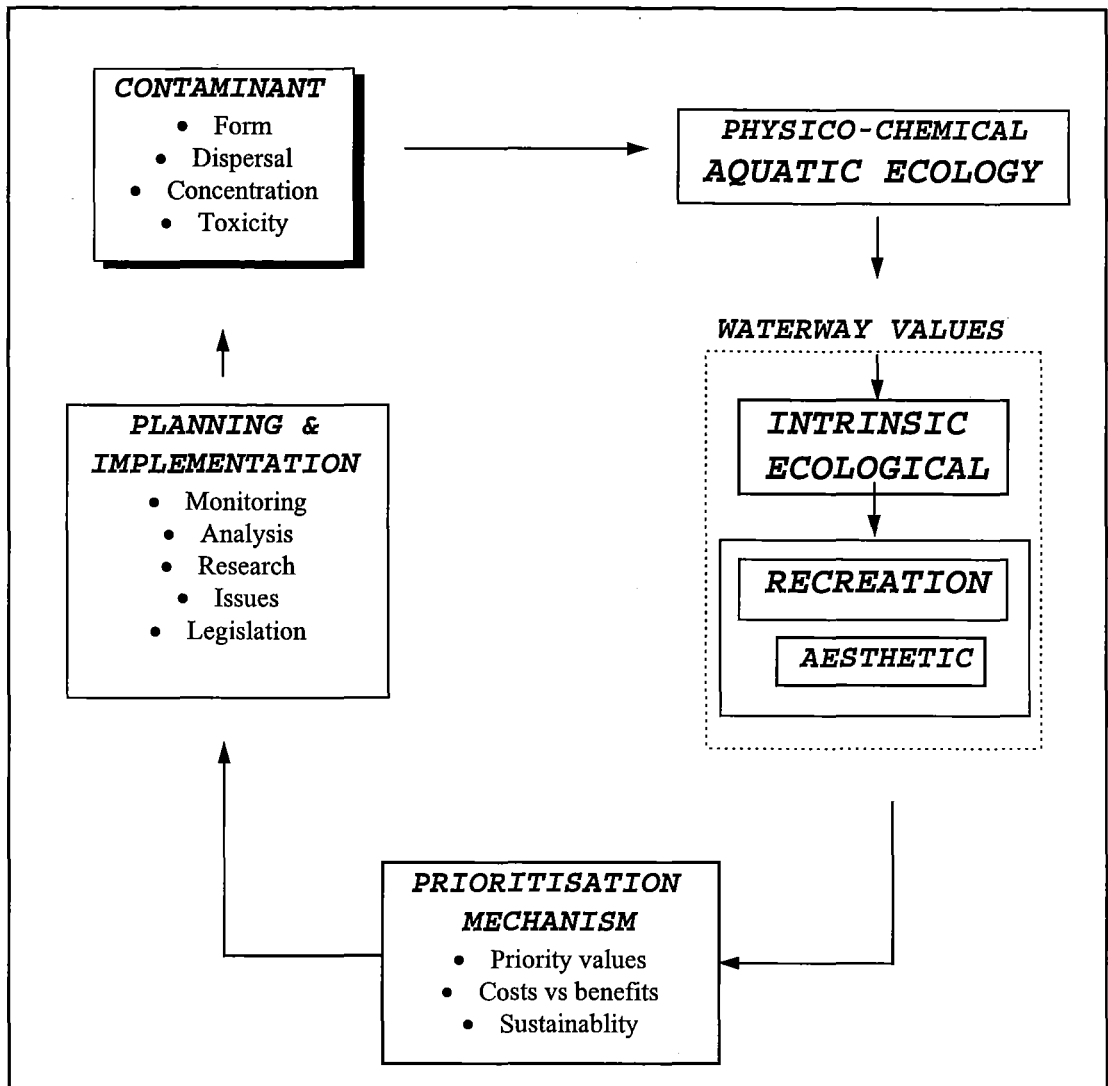 CONTAMINANT
• Form
• Dispersal
• Concentration
• Toxicity
PHYSICO-CHEMICAL
AQUATIC ECOLOGY
WATERWAY VALUES
INTRINSIC
ECOLOGICAL
RECREATION
AESTHETIC
PRIORITISATION
MECHANISM
• Priority values
• Costs vs benefits
• Sustainablity
PLANNING &
IMPLEMENTATION
• Monitoring
• Analysis
• Research
• Issues
• Legislation